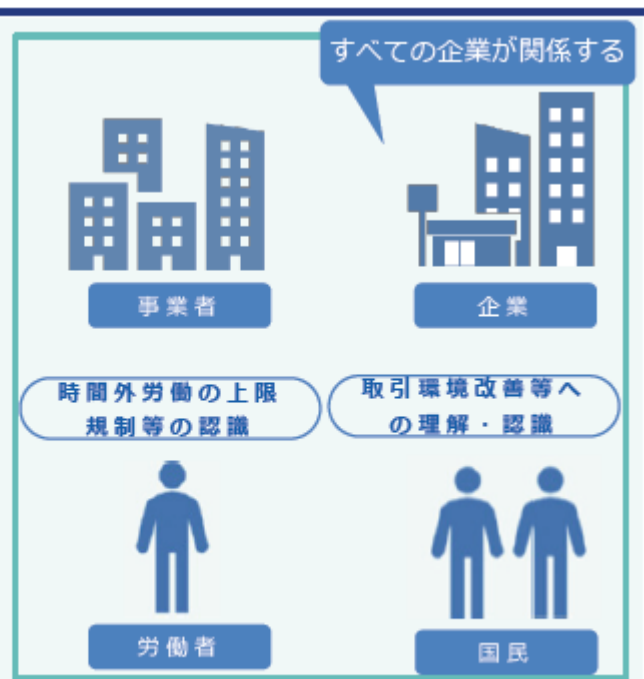 すべての企業が関係する
事業者
企業
時間外労働の上限
規制等の認識
取引環境改善等へ
の理解・認識
労働者
国民